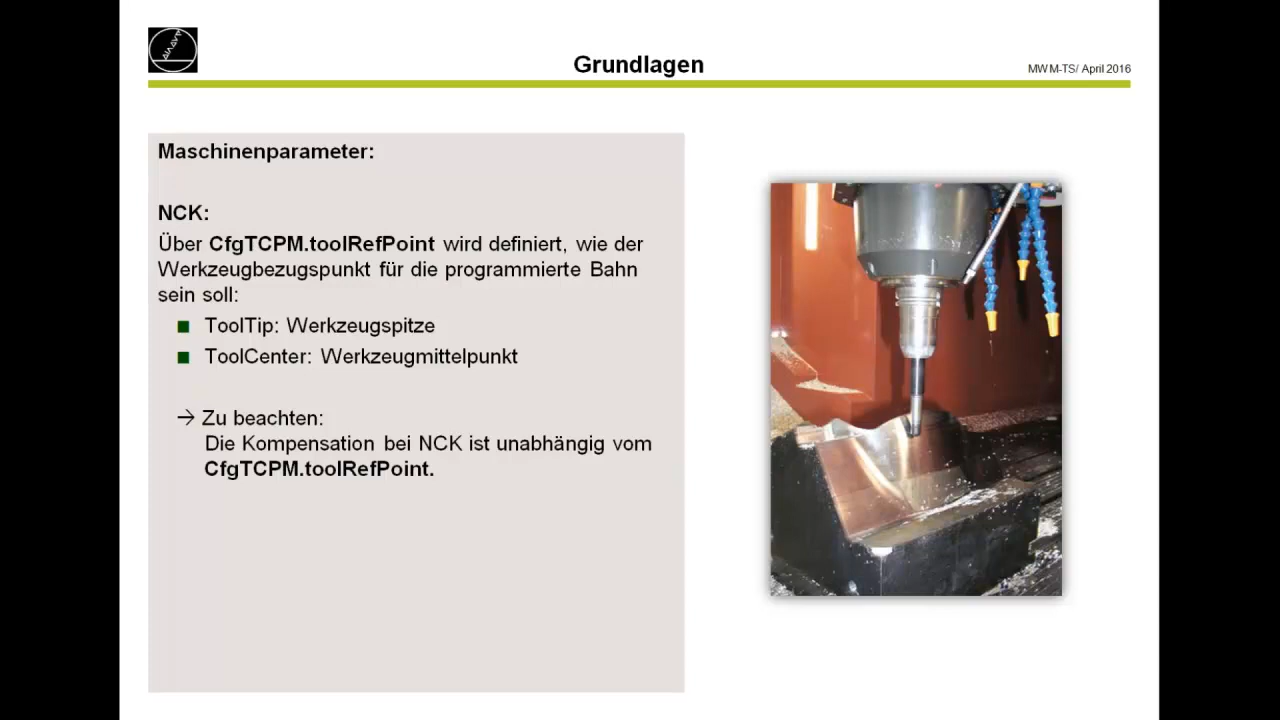 Grundlagen
MWM-TS/ April 2016
Maschinenparameter:
NCK:
Über CfgTCPM.toolRefPoint wird definiert, wie der
Werkzeugbezugspunkt für die programmierte Bahn
sein soll:
ToolTip: Werkzeugspitze
ToolCenter: Werkzeugmittelpunkt
→ Zu beachten:
Die Kompensation bei NCK ist unabhängig vom
CfgTCPM.toolRefPoint.